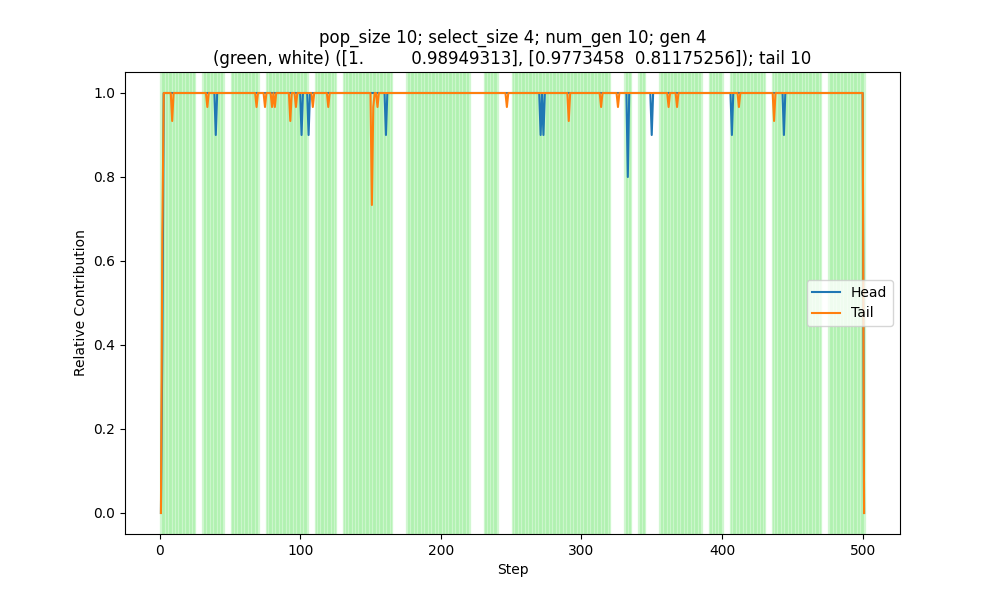 pop_size 10; select_size 4; num_gen 10; gen 4
(green, white) ([1.          0.98949313], [0.9773458  0.81175256]); tail 10
1.0
0.8
0.6
0.4
0.2
0.0
Relative Contribution
Head
Tail
0
100
200
300
400
500
Step